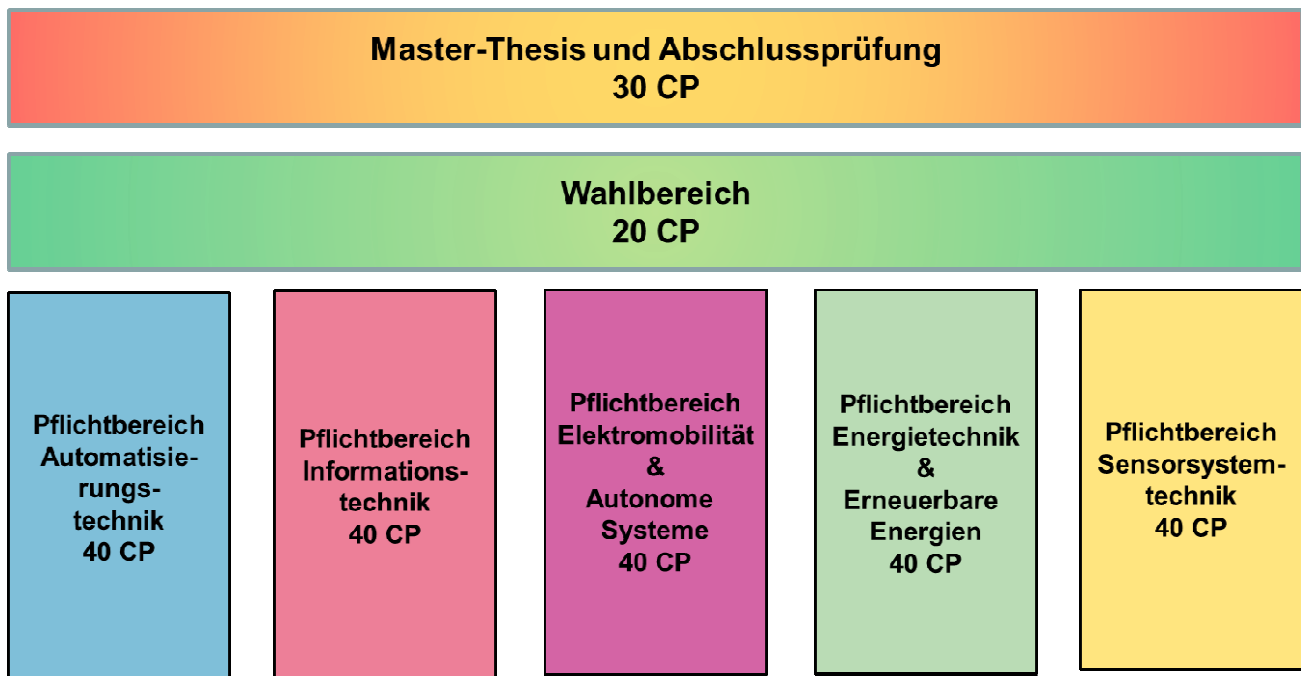 Master-Thesis und Abschlussprüfung
30 CP
Wahlbereich
20 CP
Pflichtbereich
Automatisie-
rungs-
technik
40 CP
Pflichtbereich
Informations-
technik
40 CP
Pflichtbereich
Elektromobilität
&
Autonome
Systeme
40 CP
Pflichtbereich
Energietechnik
&
Erneuerbare
Energien
40 CP
Pflichtbereich
Sensorsystem-
technik
40 CP